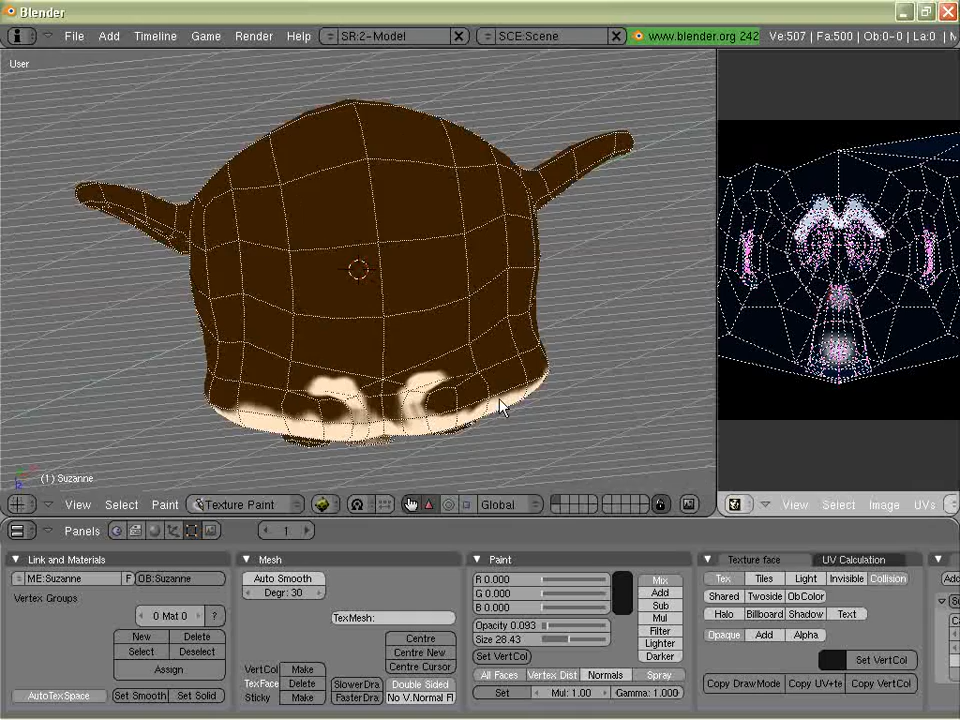 Blender
File Add Timeline Game Render Help SR:2-Model SCE:Scene www.blender.org 242 Ve:507 | Fa:500 | Ob:0-0 | La:0 | M
User
(1) Suzanne
View Select Paint Texture Paint Global View Select Image UVs
Panels 1
Link and Materials Mesh Paint Texture face UV Calculation
ME:Suzanne F OB:Suzanne Auto Smooth R 0.000 Mix Tex Tiles Light Invisible Collision Add
Vertex Groups Degr: 30 G 0.000 Add Shared Twoside ObColor
0 Mat 0 ? TexMesh: B 0.000 Sub Halo Billboard Shadow Text
New Delete Centre Opacity 0.093 Mul Opaque Add Alpha
Select Deselect Centre New Size 28.43 Filter
Assign Centre Cursor Set VertCol Lighter Set VertCol
VertCol Make Darker
AutoTexSpace Set Smooth Set Solid TexFace Delete SlowerDra Double Sided All Faces Vertex Dist Normals Spray Copy DrawMode Copy UV+te Copy VertCol
Sticky Make FasterDra No V.Normal Fl Set Mul: 1.00 Gamma: 1.000